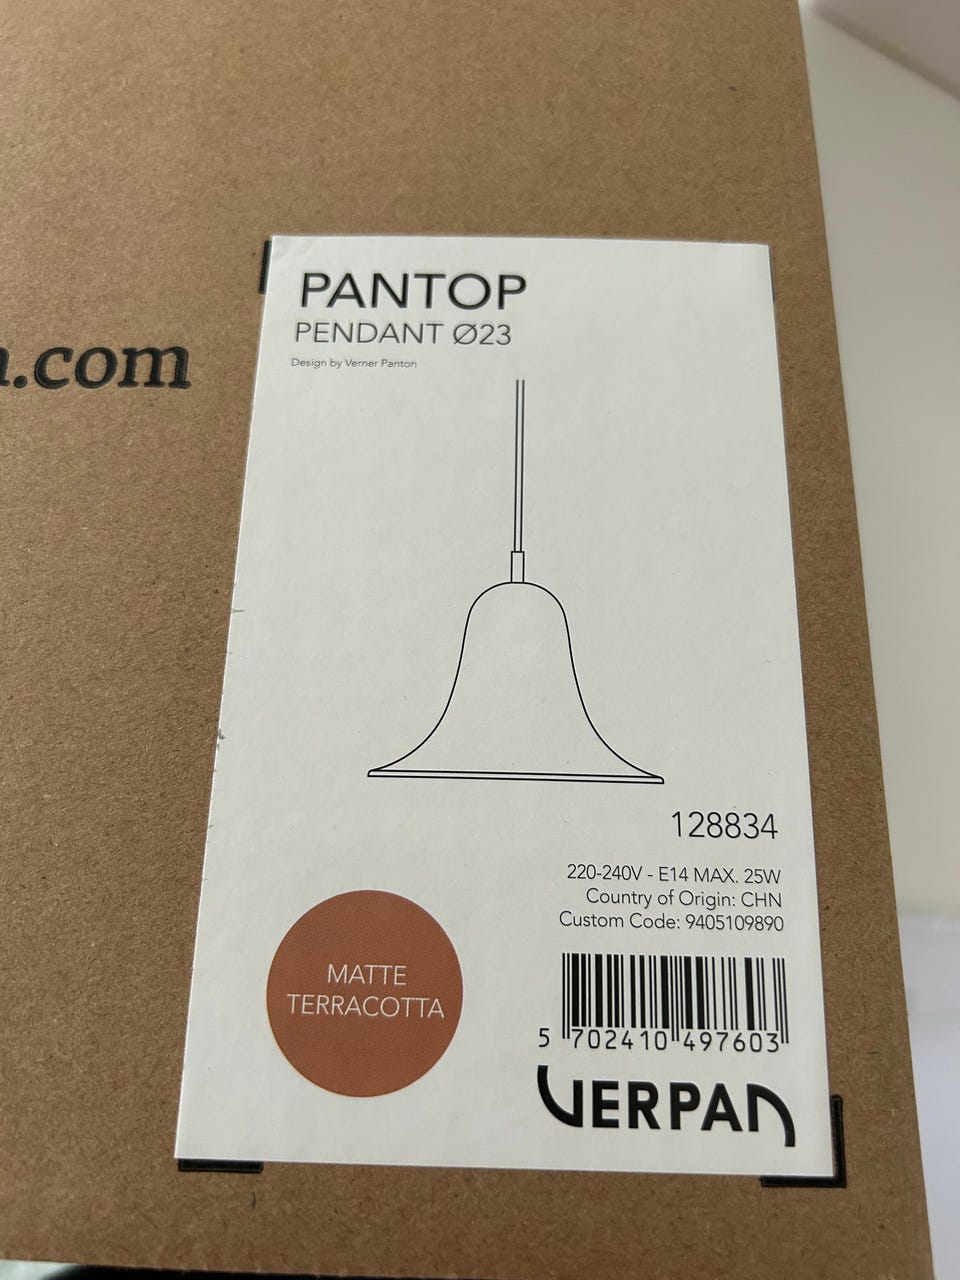 .com
PANTOP
PENDANT Ø23
Design by Verner Panton
128834
220-240V - E14 MAX. 25W
Country of Origin: CHN
Custom Code: 9405109890
MATTE
TERRACOTTA
5 702410 497603
VERPAN